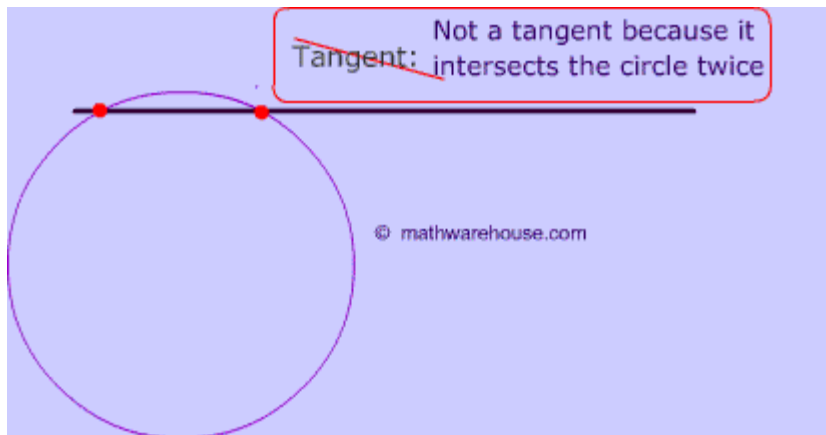 Not a tangent because it
Tangent:
intersects the circle twice
© mathwarehouse.com